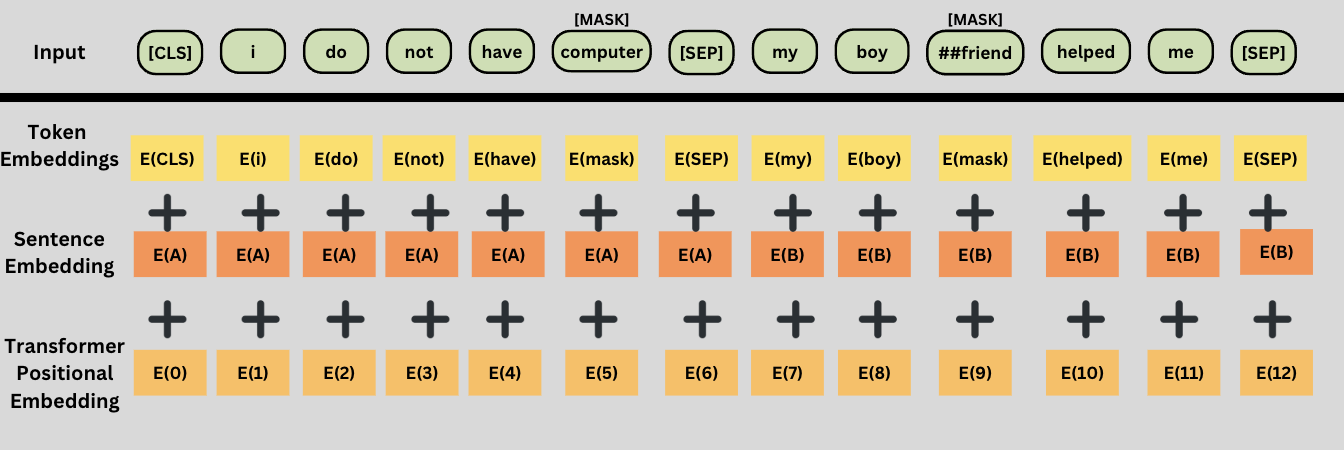 [MASK] [MASK]
Input [CLS] i do not have computer [SEP] my boy ##friend helped me [SEP]
Token
Embeddings E(CLS) E(i) E(do) E(not) E(have) E(mask) E(SEP) E(my) E(boy) E(mask) E(helped) E(me) E(SEP)
Sentence
Embedding E(A) E(A) E(A) E(A) E(A) E(A) E(A) E(B) E(B) E(B) E(B) E(B) E(B)
Transformer
Positional E(0) E(1) E(2) E(3) E(4) E(5) E(6) E(7) E(8) E(9) E(10) E(11) E(12)
Embedding